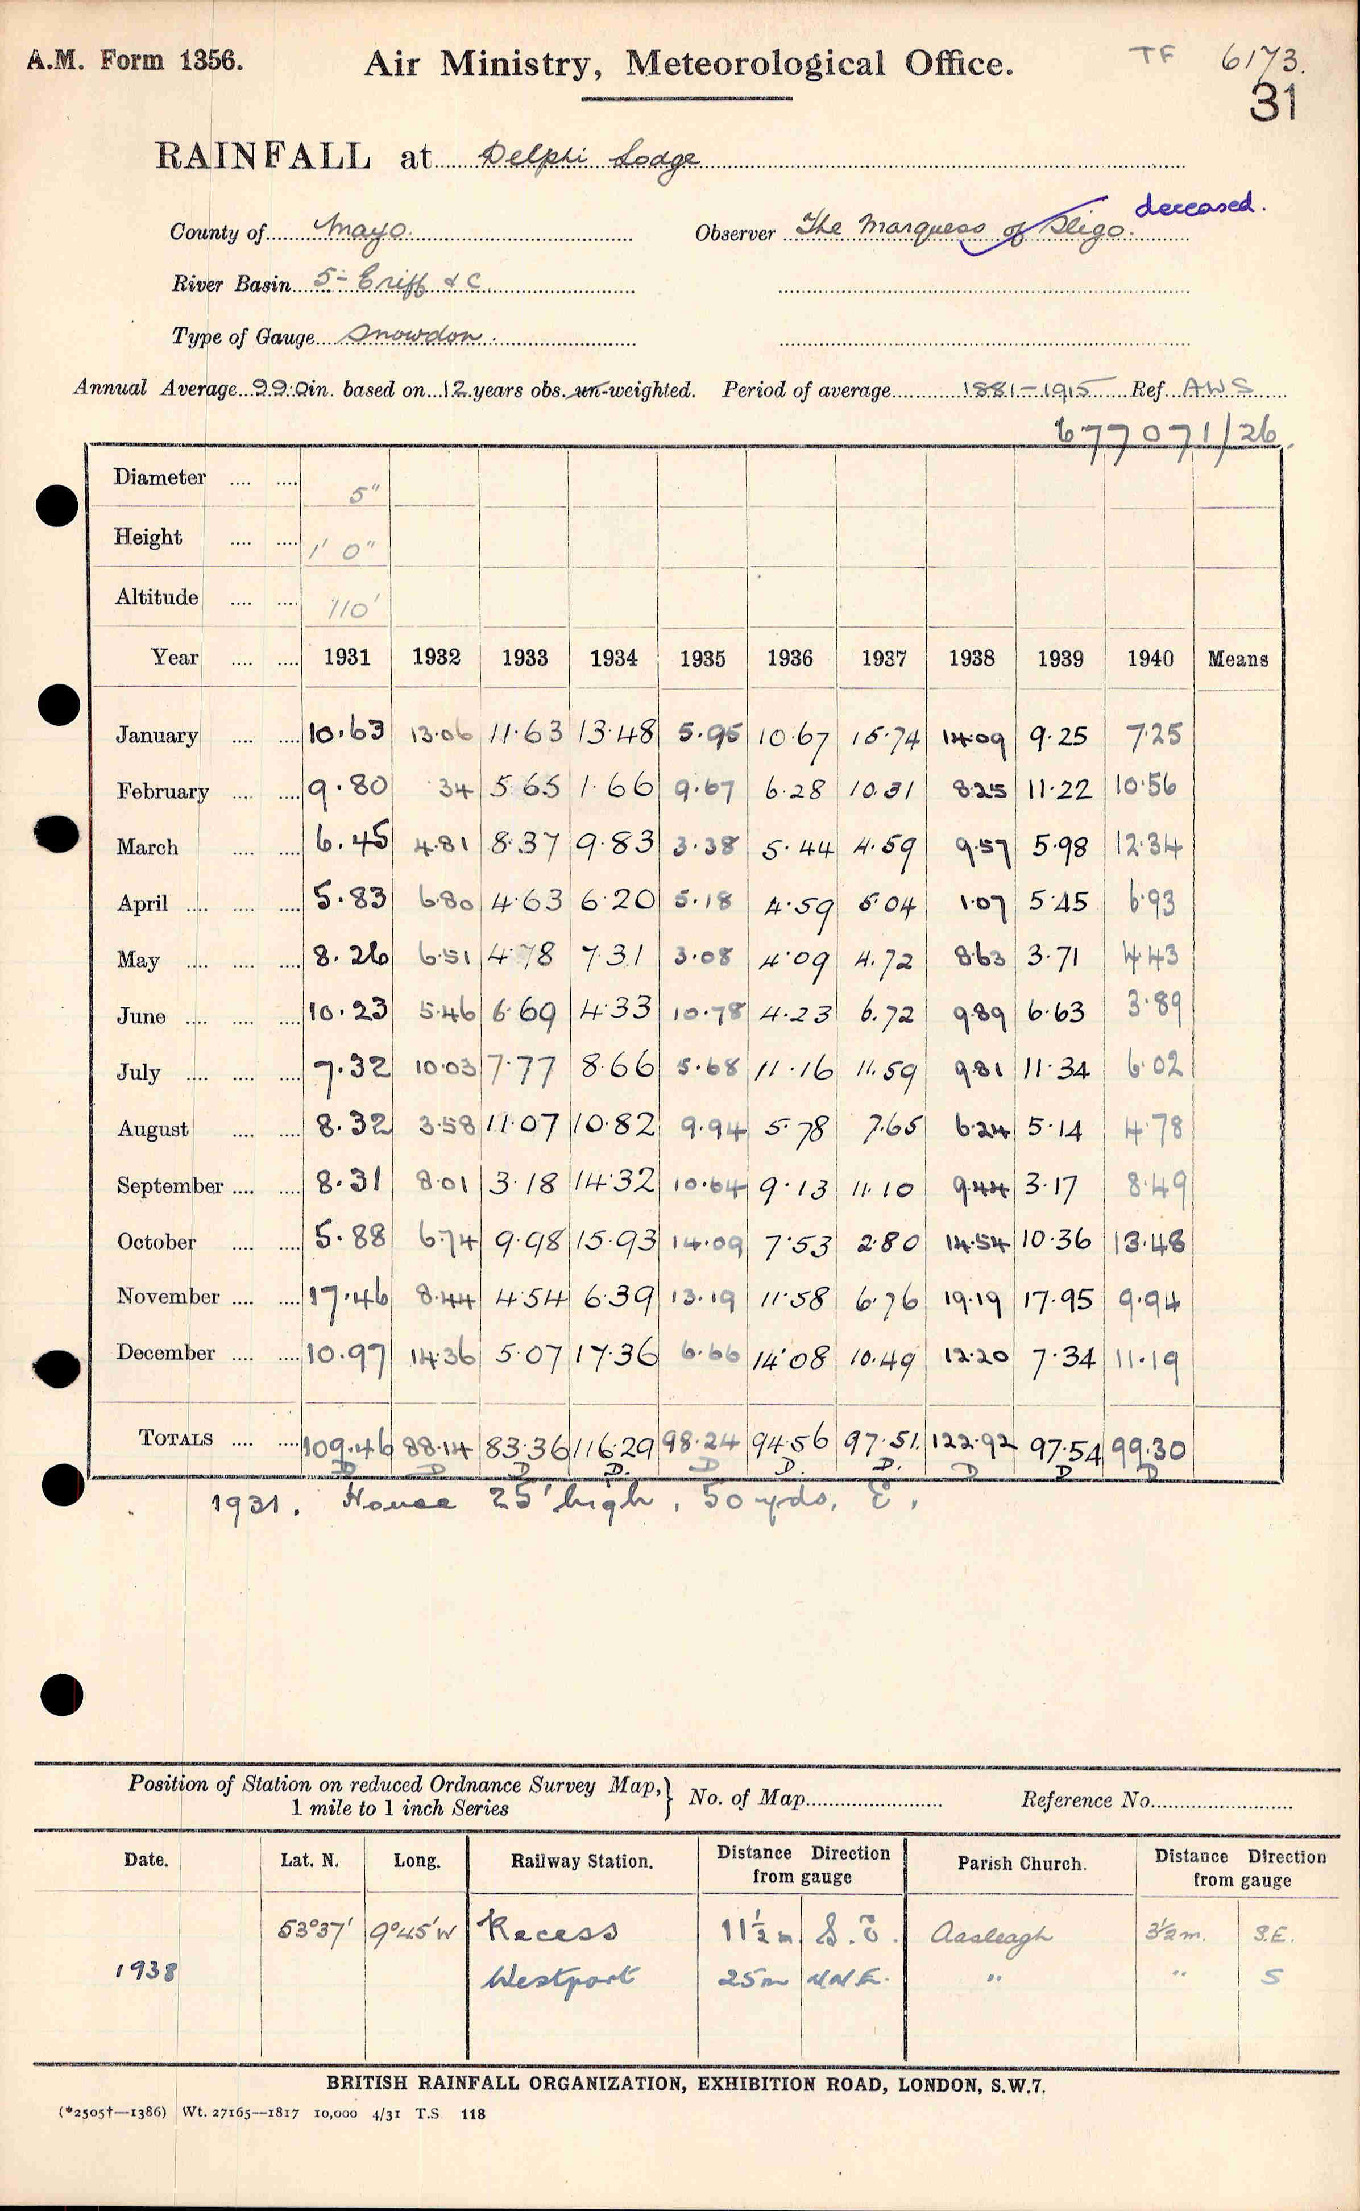 A.M. Form 1356.
Air Ministry, Meteorological Office.
TF 6173.
31
RAINFALL at Delphi Lodge
deceased.
County of Mayo. Observer The Marquess of Sligo.
River Basin 5- Eriff & C
Type of Gauge Snowdon.
Annual Average 99.0 in. based on 12 years obs. un-weighted. Period of average 1881-1915 Ref. AWS
677071/26.
Diameter 5"
Height 1' 0"
Altitude 110'
Year 1931 1932 1933 1934 1935 1936 1937 1938 1939 1940 Means
January 10.63 13.06 11.63 13.48 5.95 10.67 15.74 14.09 9.25 7.25
February 9.80 34 5.65 1.66 9.67 6.28 10.31 8.25 11.22 10.56
March 6.45 4.81 8.37 9.83 3.38 5.44 4.59 9.57 5.98 12.34
April 5.83 6.80 4.63 6.20 5.18 4.59 5.04 1.07 5.45 6.93
May 8.26 6.51 4.78 7.31 3.08 4.09 4.72 8.63 3.71 4.43
June 10.23 5.46 6.69 4.33 10.78 4.23 6.72 9.89 6.63 3.89
July 7.32 10.03 7.77 8.66 5.68 11.16 11.59 9.81 11.34 6.02
August 8.32 3.58 11.07 10.82 9.94 5.78 7.65 6.24 5.14 4.78
September 8.31 8.01 3.18 14.32 10.64 9.13 11.10 9.44 3.17 8.49
October 5.88 6.74 9.98 15.93 14.09 7.53 2.80 14.54 10.36 13.48
November 17.46 8.44 4.54 6.39 13.19 11.58 6.76 19.19 17.95 9.94
December 10.97 14.36 5.07 17.36 6.66 14.08 10.49 12.20 7.34 11.19
TOTALS 109.46 88.14 83.36 116.29 98.24 94.56 97.51 122.92 97.54 99.30
D D D D. D D. D. D D D
1931. House 25' high, 50 yds. E.
Position of Station on reduced Ordnance Survey Map,
1 mile to 1 inch Series
No. of Map Reference No.
Date. Lat. N. Long. Railway Station. Distance Direction from gauge Parish Church. Distance Direction from gauge
53°37' 9°45'W Recess 11½ m. S.E. Aasleagh 3½m. S.E.
1938 Westport 25m NNE. " " S
BRITISH RAINFALL ORGANIZATION, EXHIBITION ROAD, LONDON, S.W.7.
(*2505†—1386) Wt. 27165—1817 10,000 4/31 T.S 118